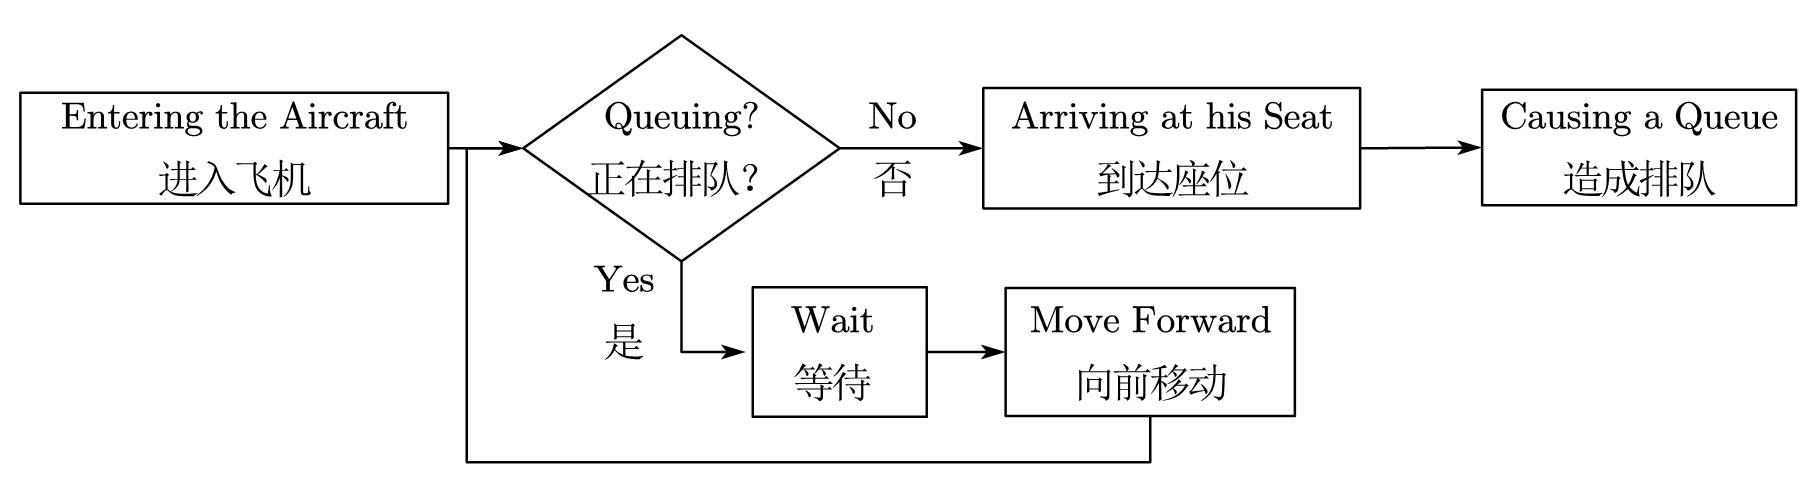 Entering the Aircraft
进入飞机
Queuing?
正在排队？
No
否
Arriving at his Seat
到达座位
Causing a Queue
造成排队
Yes
是
Wait
等待
Move Forward
向前移动